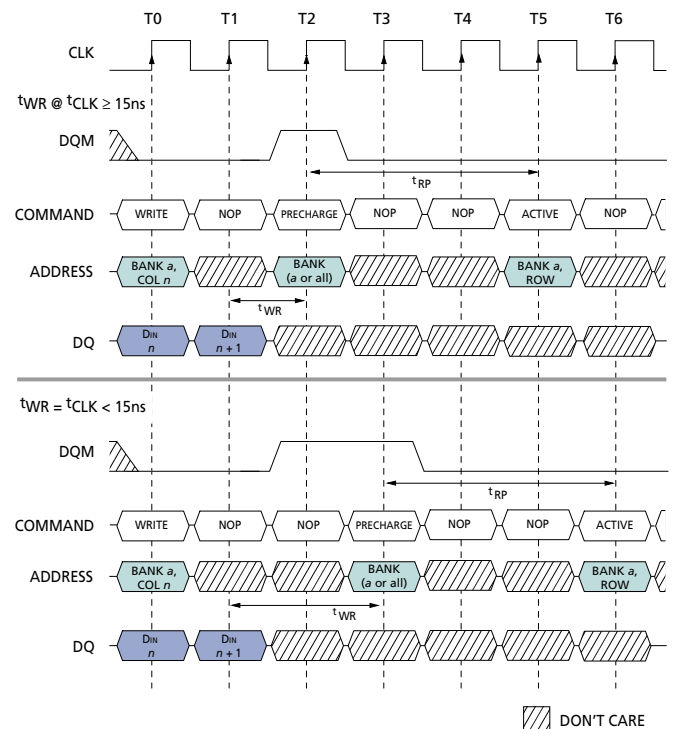 T0 T1 T2 T3 T4 T5 T6
CLK
tWR @ tCLK ≥ 15ns
DQM
tRP
COMMAND WRITE NOP PRECHARGE NOP NOP ACTIVE NOP
ADDRESS BANK a, COL n BANK (a or all) BANK a, ROW
tWR
DQ DIN n DIN n + 1
tWR = tCLK < 15ns
DQM
tRP
COMMAND WRITE NOP NOP PRECHARGE NOP NOP ACTIVE
ADDRESS BANK a, COL n BANK (a or all) BANK a, ROW
tWR
DQ DIN n DIN n + 1
DON'T CARE